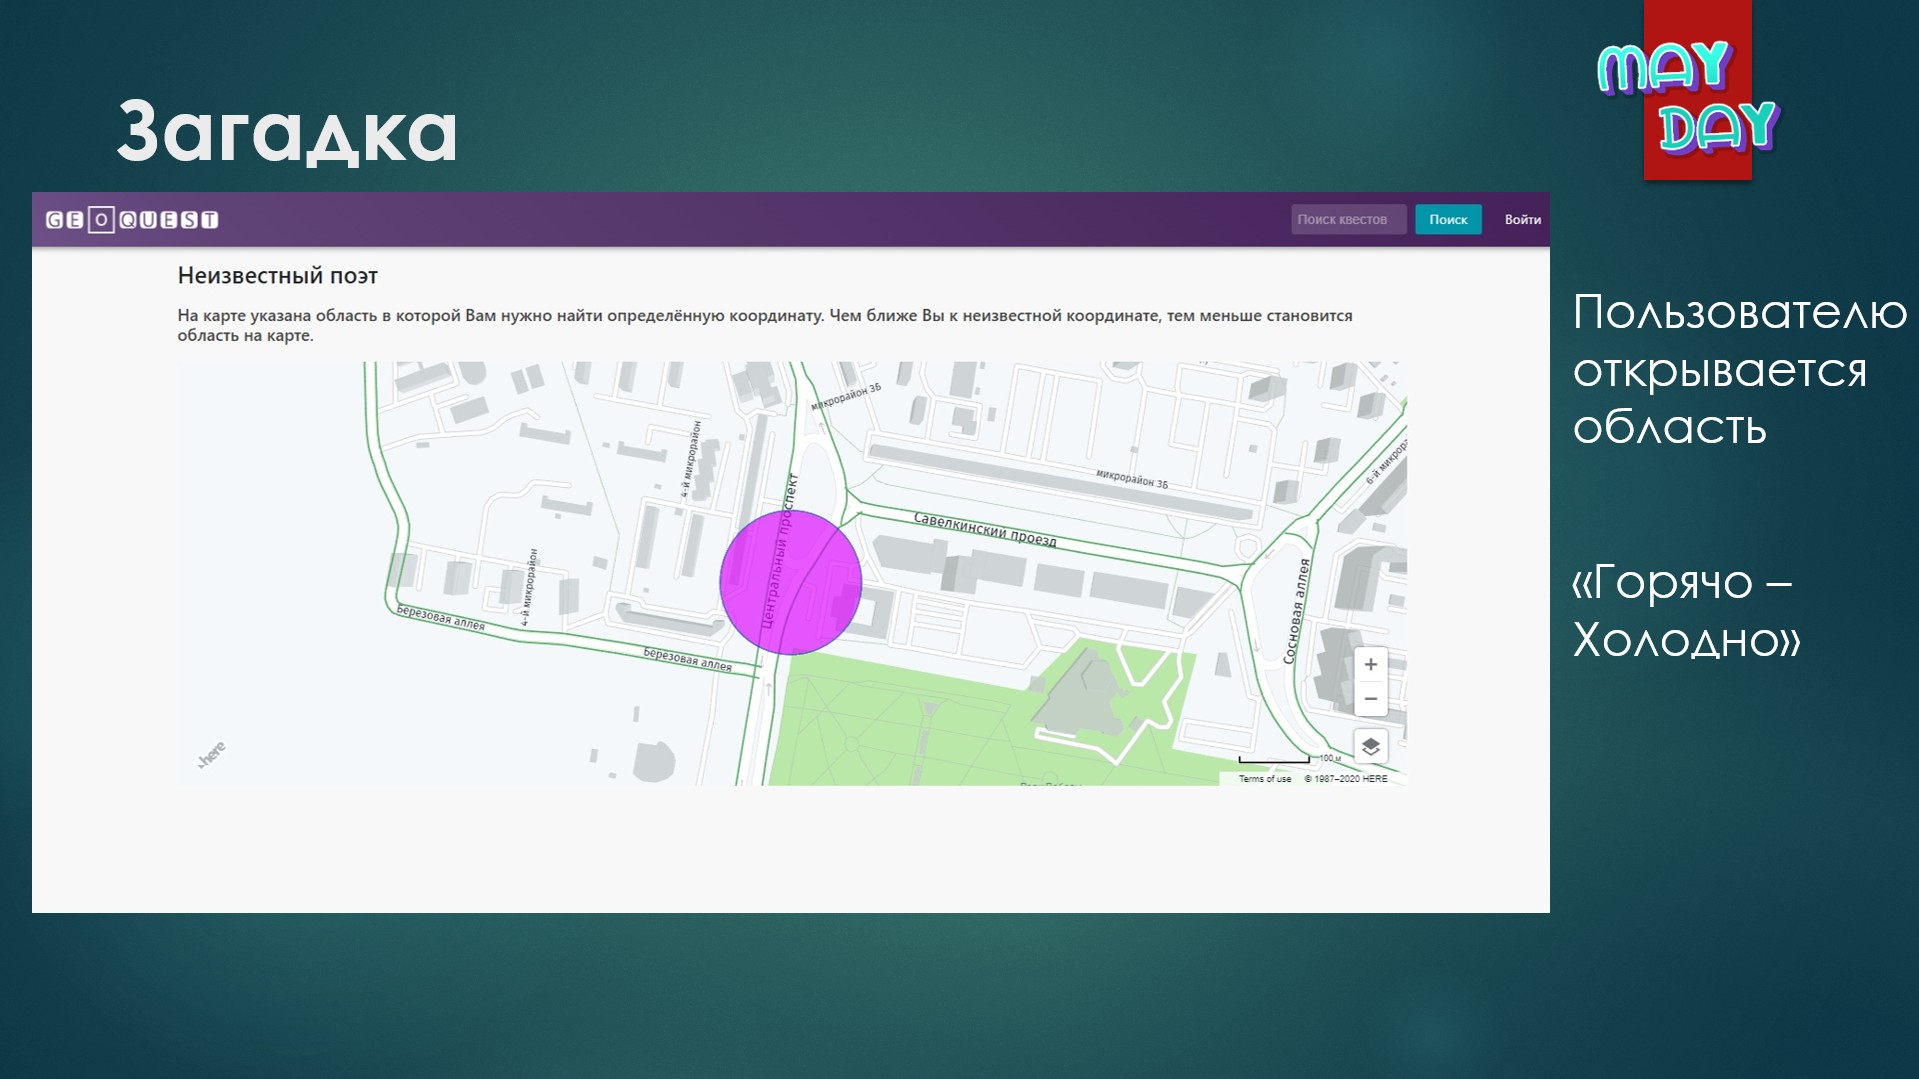 MAY
DAY
Загадка
GEOQUEST
Поиск квестов
Поиск
Войти
Неизвестный поэт
На карте указана область в которой Вам нужно найти определённую координату. Чем ближе Вы к неизвестной координате, тем меньше становится
область на карте.
микрорайон 3Б
4-й микрорайон
микрорайон 3Б
6-й микрора
Центральный проспект
Савелкинский проезд
4-й микрорайон
Сосновая аллея
Березовая аллея
Березовая аллея
here
+
−
100 м
Terms of use
© 1987–2020 HERE
Пользователю
открывается
область
«Горячо –
Холодно»